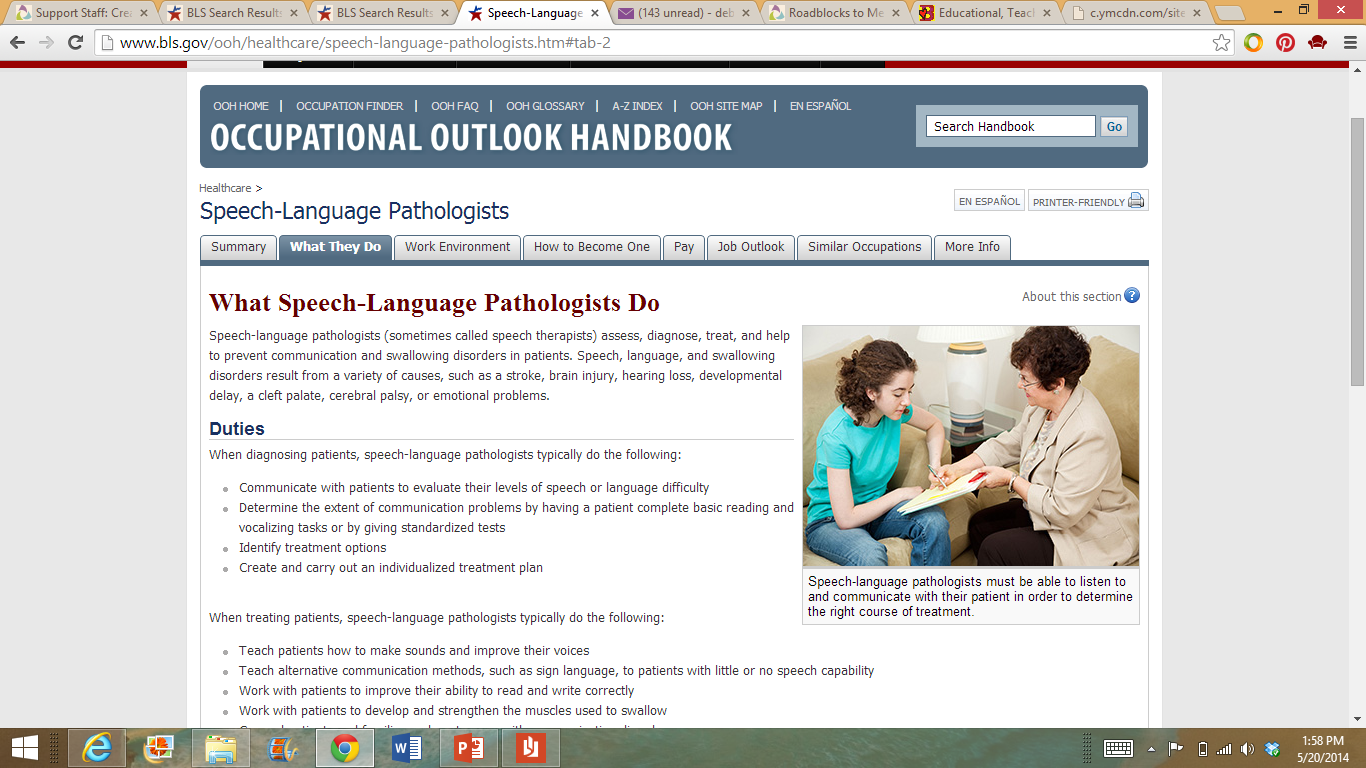 Support Staff: Cre
BLS Search Results
BLS Search Results
Speech-Language
(143 unread) - deb
Roadblocks to Me
Educational, Teac
c.ymcdn.com/site
www.bls.gov/ooh/healthcare/speech-language-pathologists.htm#tab-2
OOH HOME | OCCUPATION FINDER | OOH FAQ | OOH GLOSSARY | A-Z INDEX | OOH SITE MAP | EN ESPAÑOL
OCCUPATIONAL OUTLOOK HANDBOOK
Search Handbook Go
Healthcare >
Speech-Language Pathologists
EN ESPAÑOL PRINTER-FRIENDLY
Summary What They Do Work Environment How to Become One Pay Job Outlook Similar Occupations More Info
What Speech-Language Pathologists Do
About this section ?
Speech-language pathologists (sometimes called speech therapists) assess, diagnose, treat, and help
to prevent communication and swallowing disorders in patients. Speech, language, and swallowing
disorders result from a variety of causes, such as a stroke, brain injury, hearing loss, developmental
delay, a cleft palate, cerebral palsy, or emotional problems.
Duties
When diagnosing patients, speech-language pathologists typically do the following:
Communicate with patients to evaluate their levels of speech or language difficulty
Determine the extent of communication problems by having a patient complete basic reading and
vocalizing tasks or by giving standardized tests
Identify treatment options
Create and carry out an individualized treatment plan
Speech-language pathologists must be able to listen to
and communicate with their patient in order to determine
the right course of treatment.
When treating patients, speech-language pathologists typically do the following:
Teach patients how to make sounds and improve their voices
Teach alternative communication methods, such as sign language, to patients with little or no speech capability
Work with patients to improve their ability to read and write correctly
Work with patients to develop and strengthen the muscles used to swallow
1:58 PM
5/20/2014